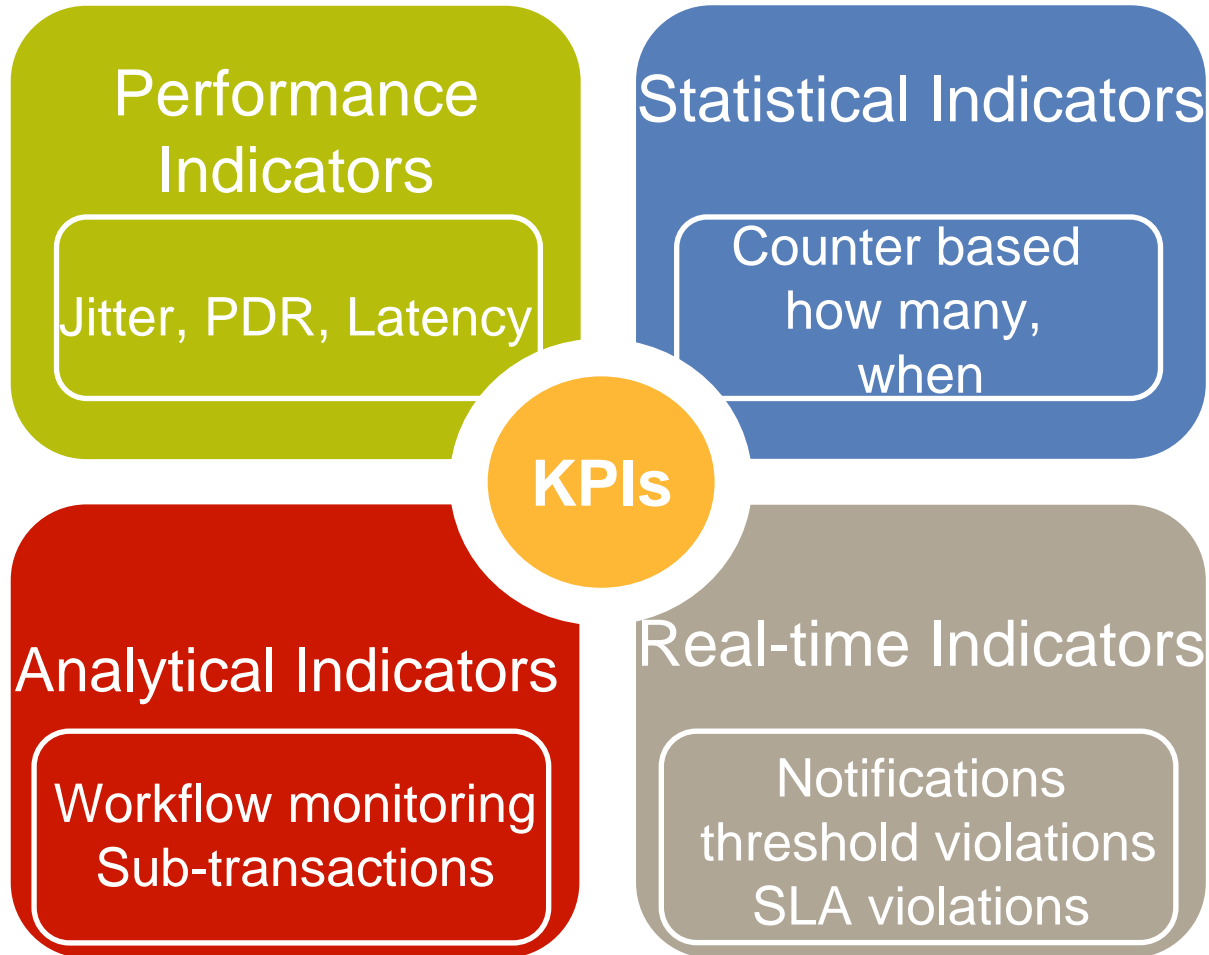 Performance
Indicators
Jitter, PDR, Latency
Statistical Indicators
Counter based
how many,
when
KPIs
Analytical Indicators
Workflow monitoring
Sub-transactions
Real-time Indicators
Notifications
threshold violations
SLA violations